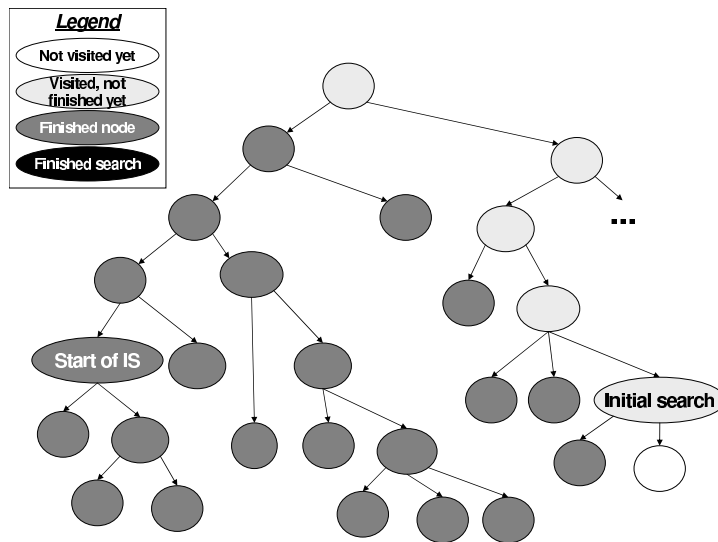 Legend
Not visited yet
Visited, not
finished yet
Finished node
Finished search
...
Start of IS
Initial search